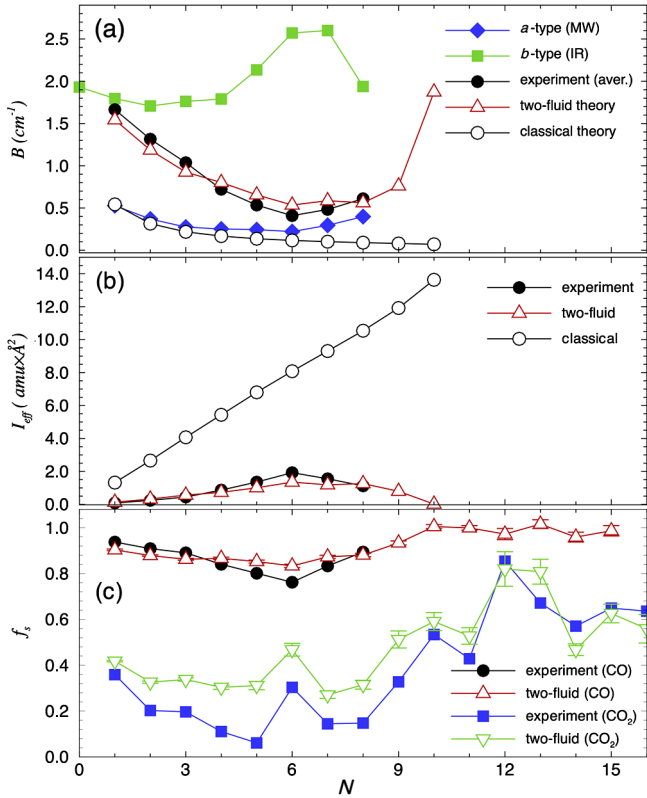 (a)
a-type (MW)
b-type (IR)
experiment (aver.)
two-fluid theory
classical theory
B (cm⁻¹)
2.5
2.0
1.5
1.0
0.5
0.0
(b)
experiment
two-fluid
classical
I_eff ( amu×Å²)
14.0
12.0
10.0
8.0
6.0
4.0
2.0
0.0
(c)
f_s
1.0
0.8
0.6
0.4
0.2
0.0
experiment (CO)
two-fluid (CO)
experiment (CO₂)
two-fluid (CO₂)
0 3 6 9 12 15
N